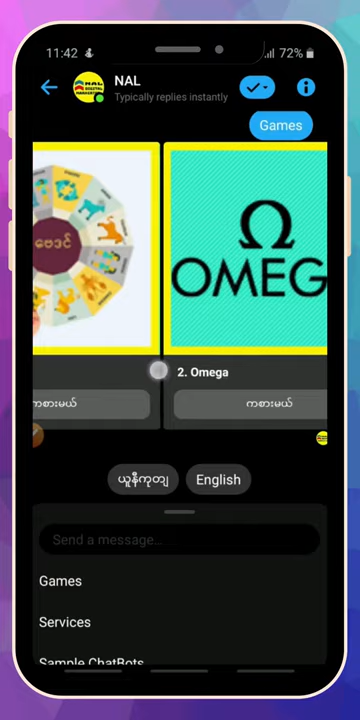 11:42
72%
NAL
Typically replies instantly
Games
ဗေဒင်
Ω
OMEG
2. Omega
ကစားမယ်
ကစားမယ်
ယူနီကုတ်
English
Send a message...
Games
Services
Sample ChatBots